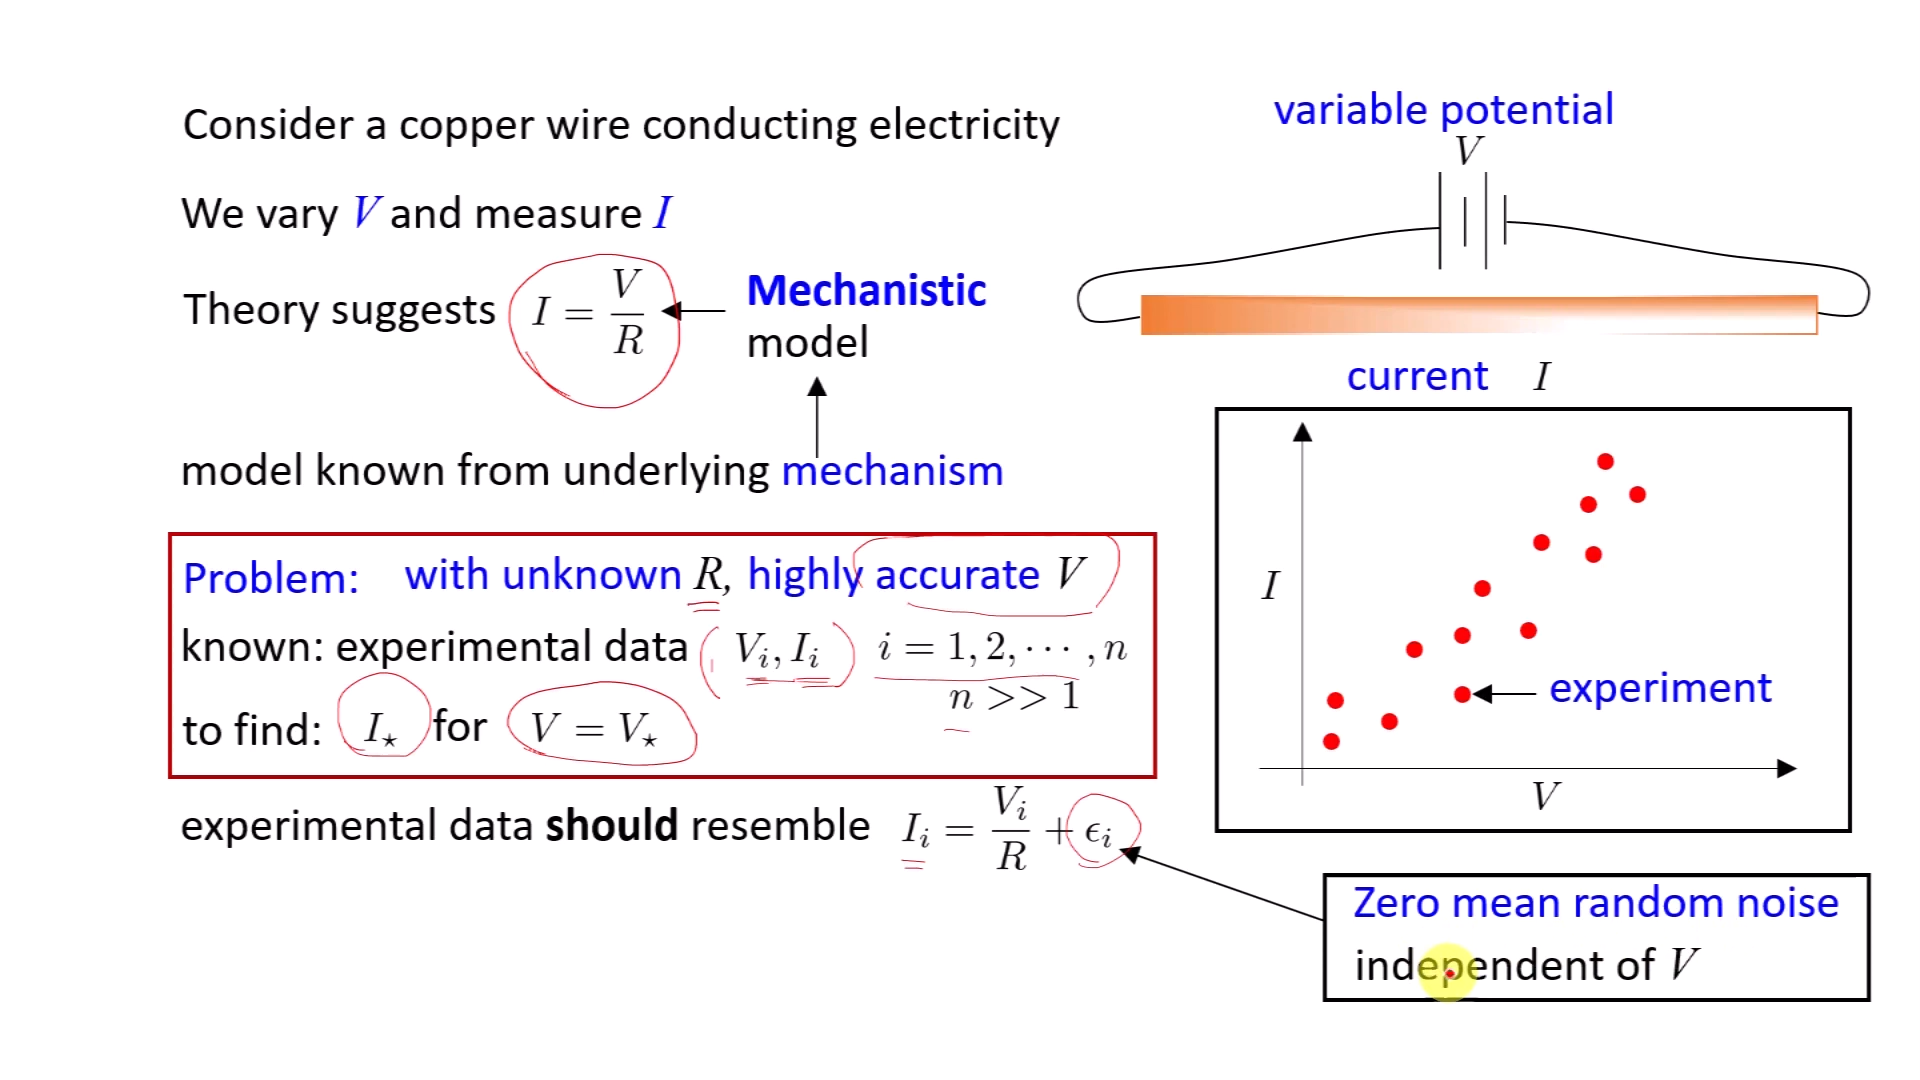 Consider a copper wire conducting electricity
We vary V and measure I
Theory suggests I = V/R
Mechanistic
model
model known from underlying mechanism
Problem: with unknown R, highly accurate V
known: experimental data V_i, I_i i = 1, 2, ⋯, n
n >> 1
to find: I⋆ for V = V⋆
experimental data should resemble I_i = V_i/R + ϵ_i
variable potential
V
current I
I
experiment
V
Zero mean random noise
independent of V